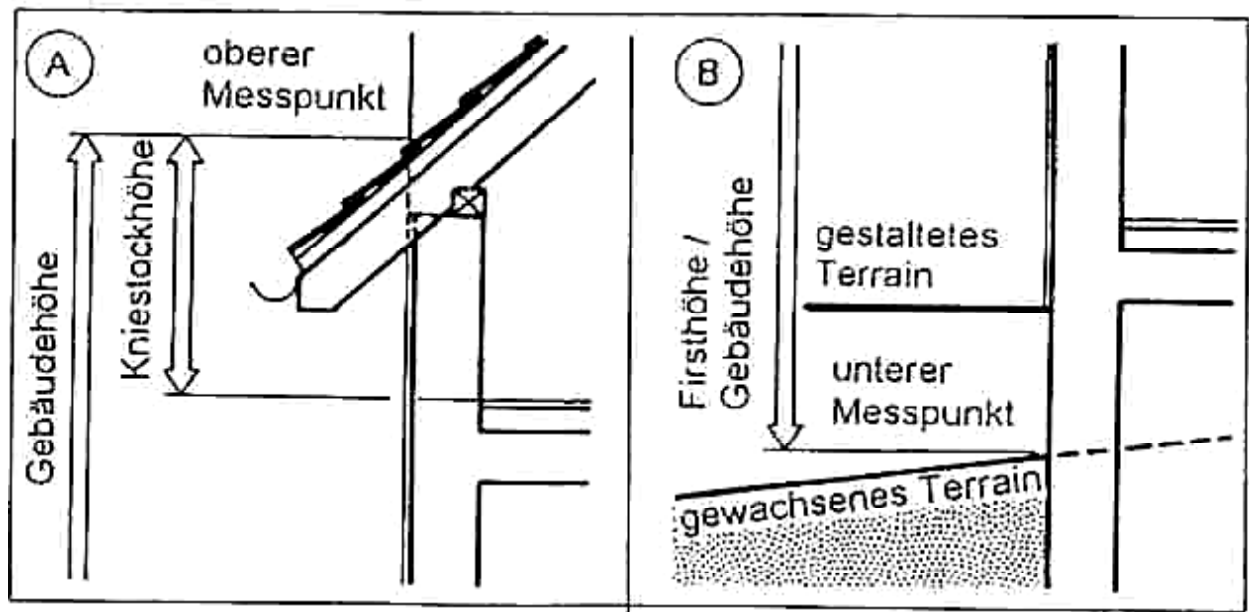 A
oberer
Messpunkt
Gebäudehöhe
Kniestockhöhe
B
Firsthöhe /
Gebäudehöhe
gestaltetes
Terrain
unterer
Messpunkt
gewachsenes Terrain